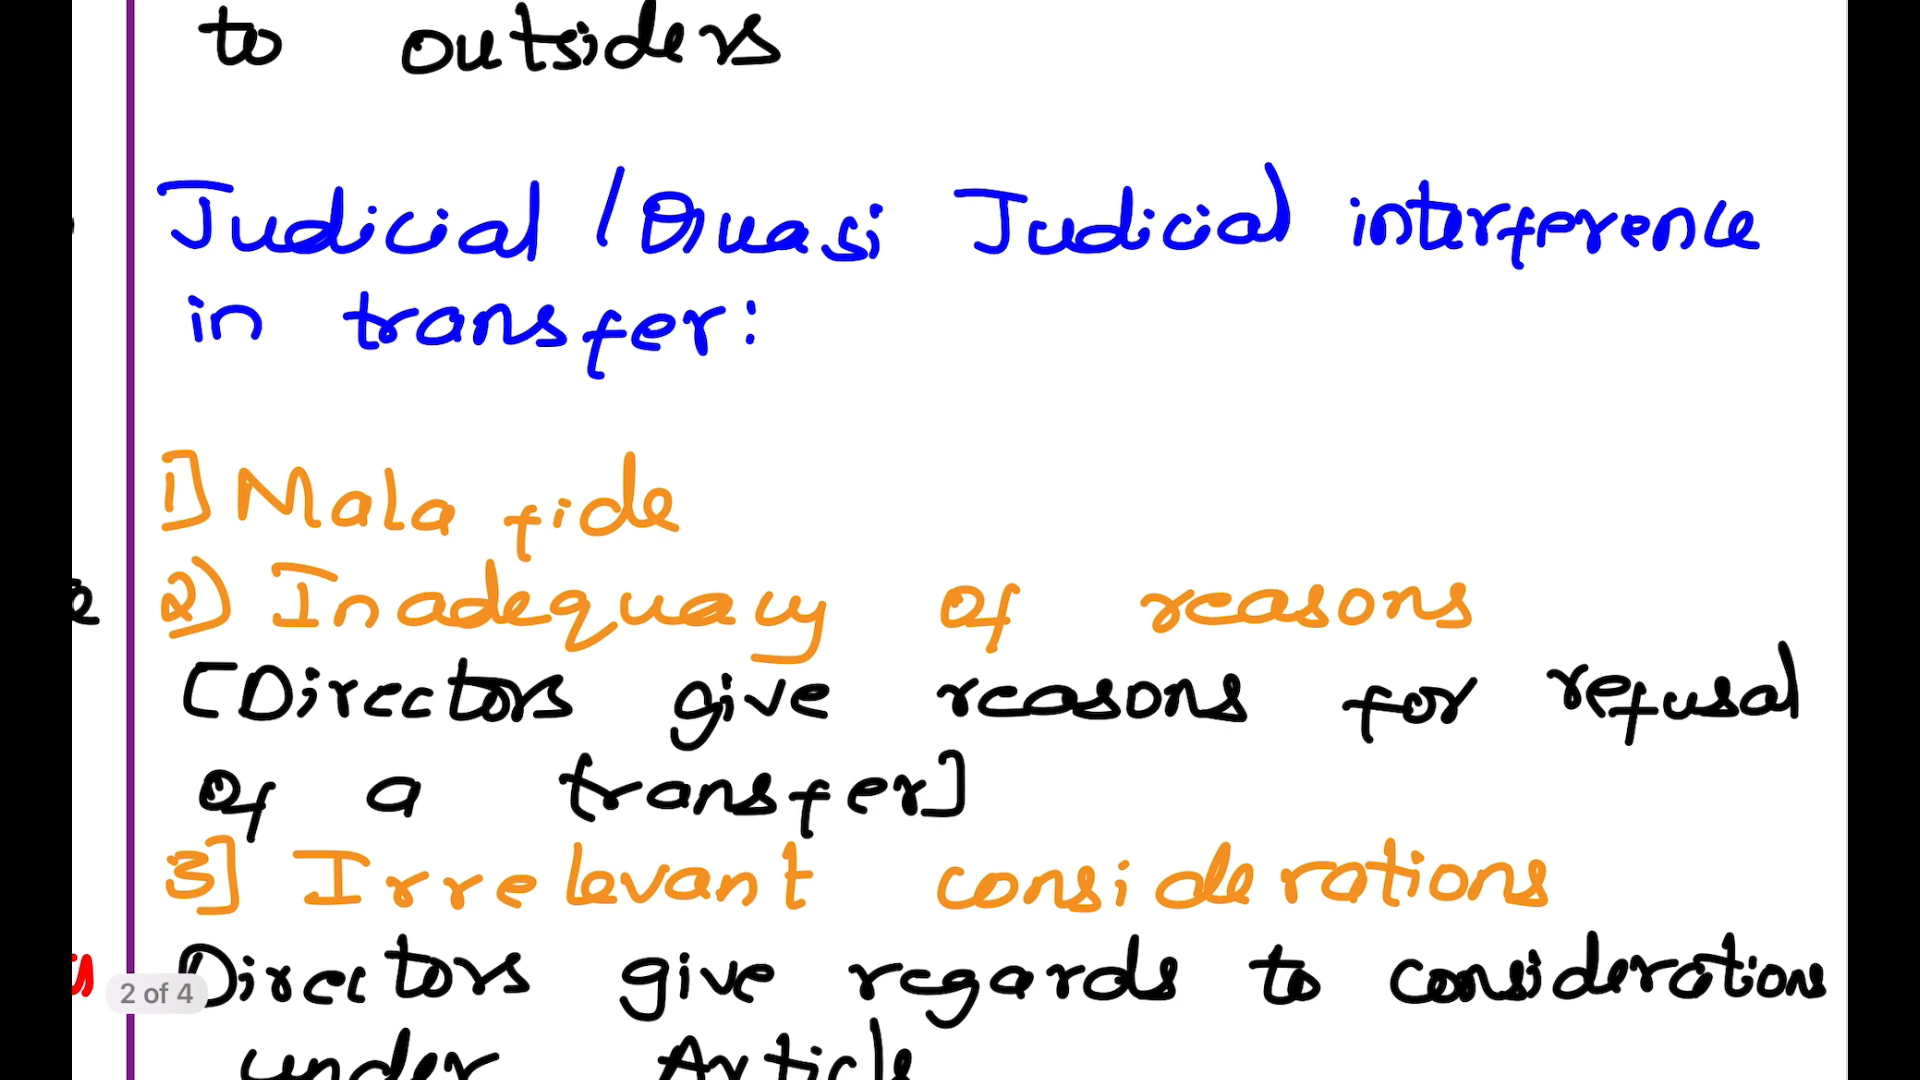 to outsiders
Judicial / Quasi Judicial interference
in transfer:
1] Mala fide
2) Inadequacy of reasons
[Directors give reasons for refusal
of a transfer]
3] Irrelevant considerations
Directors give regards to considerations
2 of 4
under Article